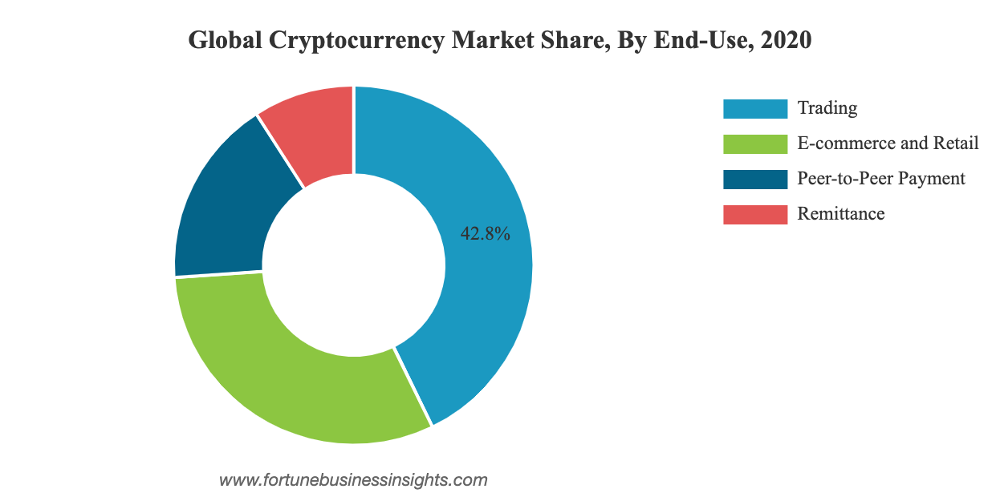 Global Cryptocurrency Market Share, By End-Use, 2020
Trading
E-commerce and Retail
Peer-to-Peer Payment
Remittance
42.8%
www.fortunebusinessinsights.com